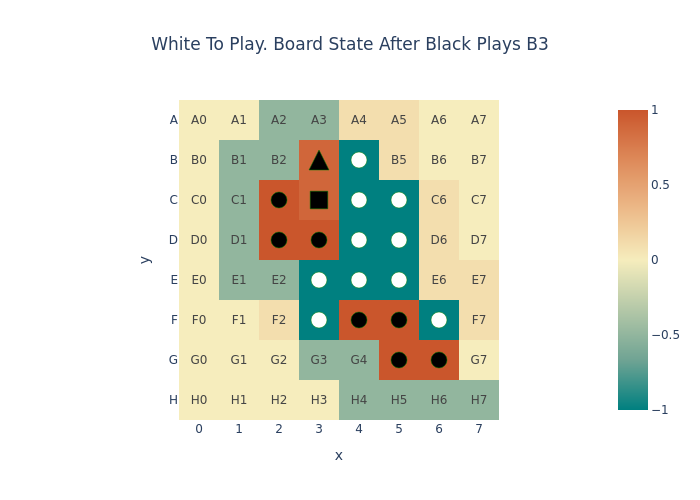 White To Play. Board State After Black Plays B3
A A0 A1 A2 A3 A4 A5 A6 A7
B B0 B1 B2 B5 B6 B7
C C0 C1 C6 C7
D D0 D1 D6 D7
E E0 E1 E2 E6 E7
F F0 F1 F2 F7
G G0 G1 G2 G3 G4 G7
H H0 H1 H2 H3 H4 H5 H6 H7
0 1 2 3 4 5 6 7
x
y
1
0.5
0
−0.5
−1